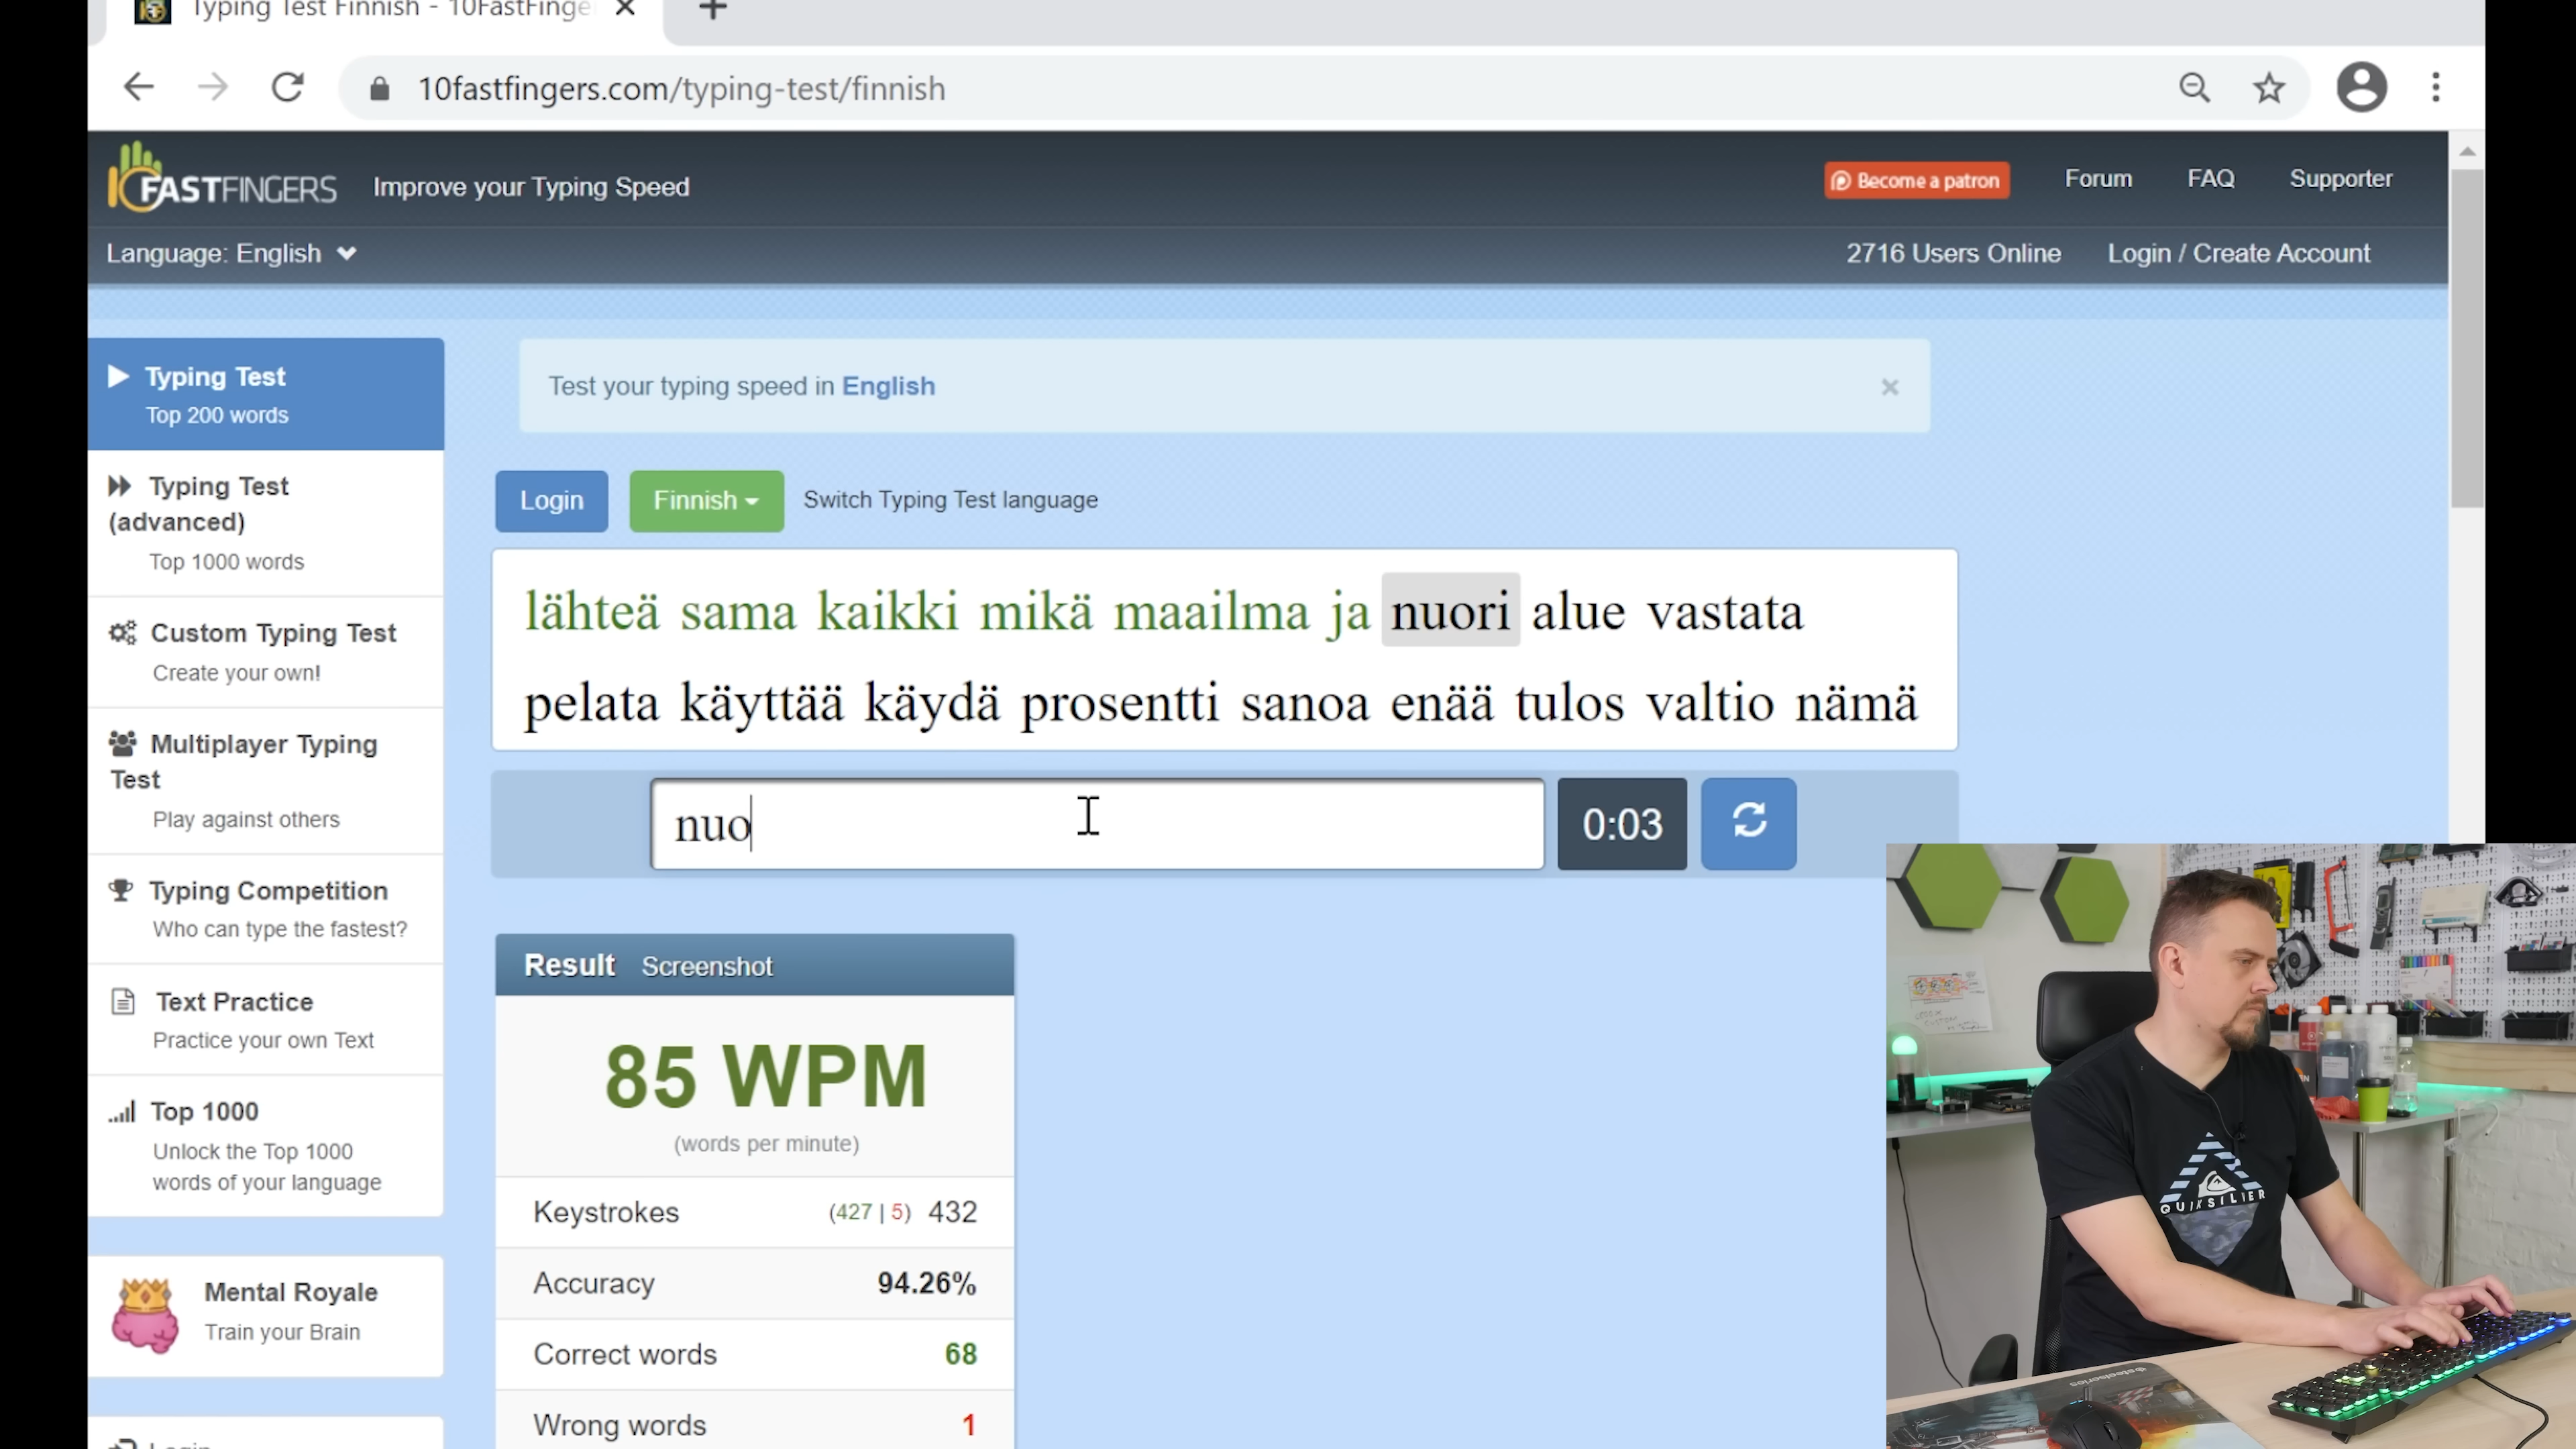 Typing Test Finnish - 10FastFinge
10fastfingers.com/typing-test/finnish
10FASTFINGERS
Improve your Typing Speed
Become a patron
Forum
FAQ
Supporter
Language: English
2716 Users Online
Login / Create Account
Typing Test
Top 200 words
Typing Test
(advanced)
Top 1000 words
Custom Typing Test
Create your own!
Multiplayer Typing
Test
Play against others
Typing Competition
Who can type the fastest?
Text Practice
Practice your own Text
Top 1000
Unlock the Top 1000
words of your language
Mental Royale
Train your Brain
Login
Test your typing speed in English
Login
Finnish
Switch Typing Test language
lähteä sama kaikki mikä maailma ja nuori alue vastata
pelata käyttää käydä prosentti sanoa enää tulos valtio nämä
nuo
0:03
Result Screenshot
85 WPM
(words per minute)
Keystrokes (427 | 5) 432
Accuracy 94.26%
Correct words 68
Wrong words 1
QUIKSILVER
steelseries